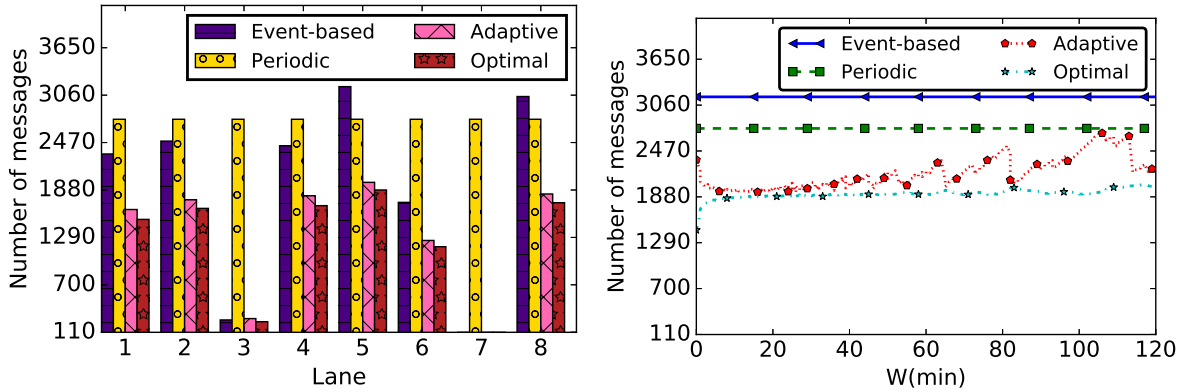 Number of messages
3650
3060
2470
1880
1290
700
110
Event-based
Periodic
Adaptive
Optimal
1 2 3 4 5 6 7 8
Lane
Number of messages
3650
3060
2470
1880
1290
700
110
Event-based
Periodic
Adaptive
Optimal
0 20 40 60 80 100 120
W(min)